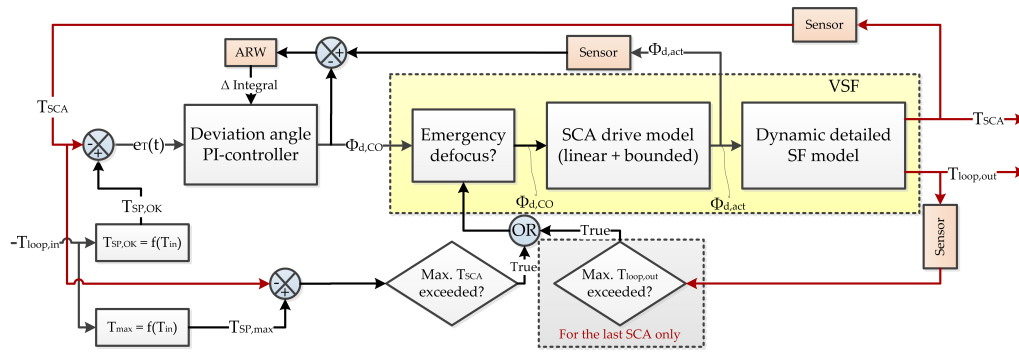 Sensor
ARW
-
+
Sensor
Φd,act
Δ Integral
VSF
TSCA
TSCA
-
+
eT(t)
Deviation angle
PI-controller
Φd,CO
Emergency
defocus?
SCA drive model
(linear + bounded)
Dynamic detailed
SF model
Tloop,out
TSP,OK
Φd,CO
Φd,act
Sensor
-Tloop,in
TSP,OK = f(Tin)
OR
True
True
-
+
Max. TSCA
exceeded?
Max. Tloop,out
exceeded?
Tmax = f(Tin)
TSP,max
For the last SCA only